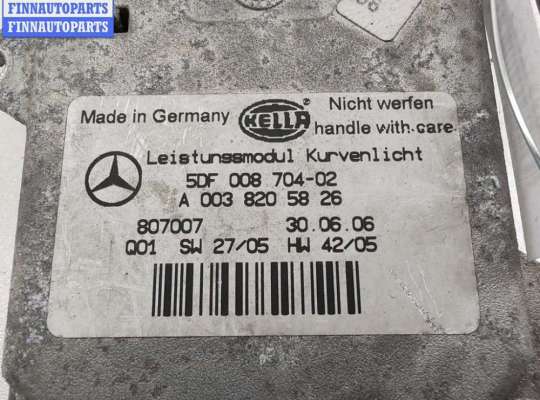 FINNAUTOPARTS
FINNAUTOPARTS
Made in Germany
HELLA
®
Nicht werfen
handle with care
Leistungsmodul Kurvenlicht
5DF 008 704-02
A 003 820 58 26
807007 30.06.06
Q01 SW 27/05 HW 42/05